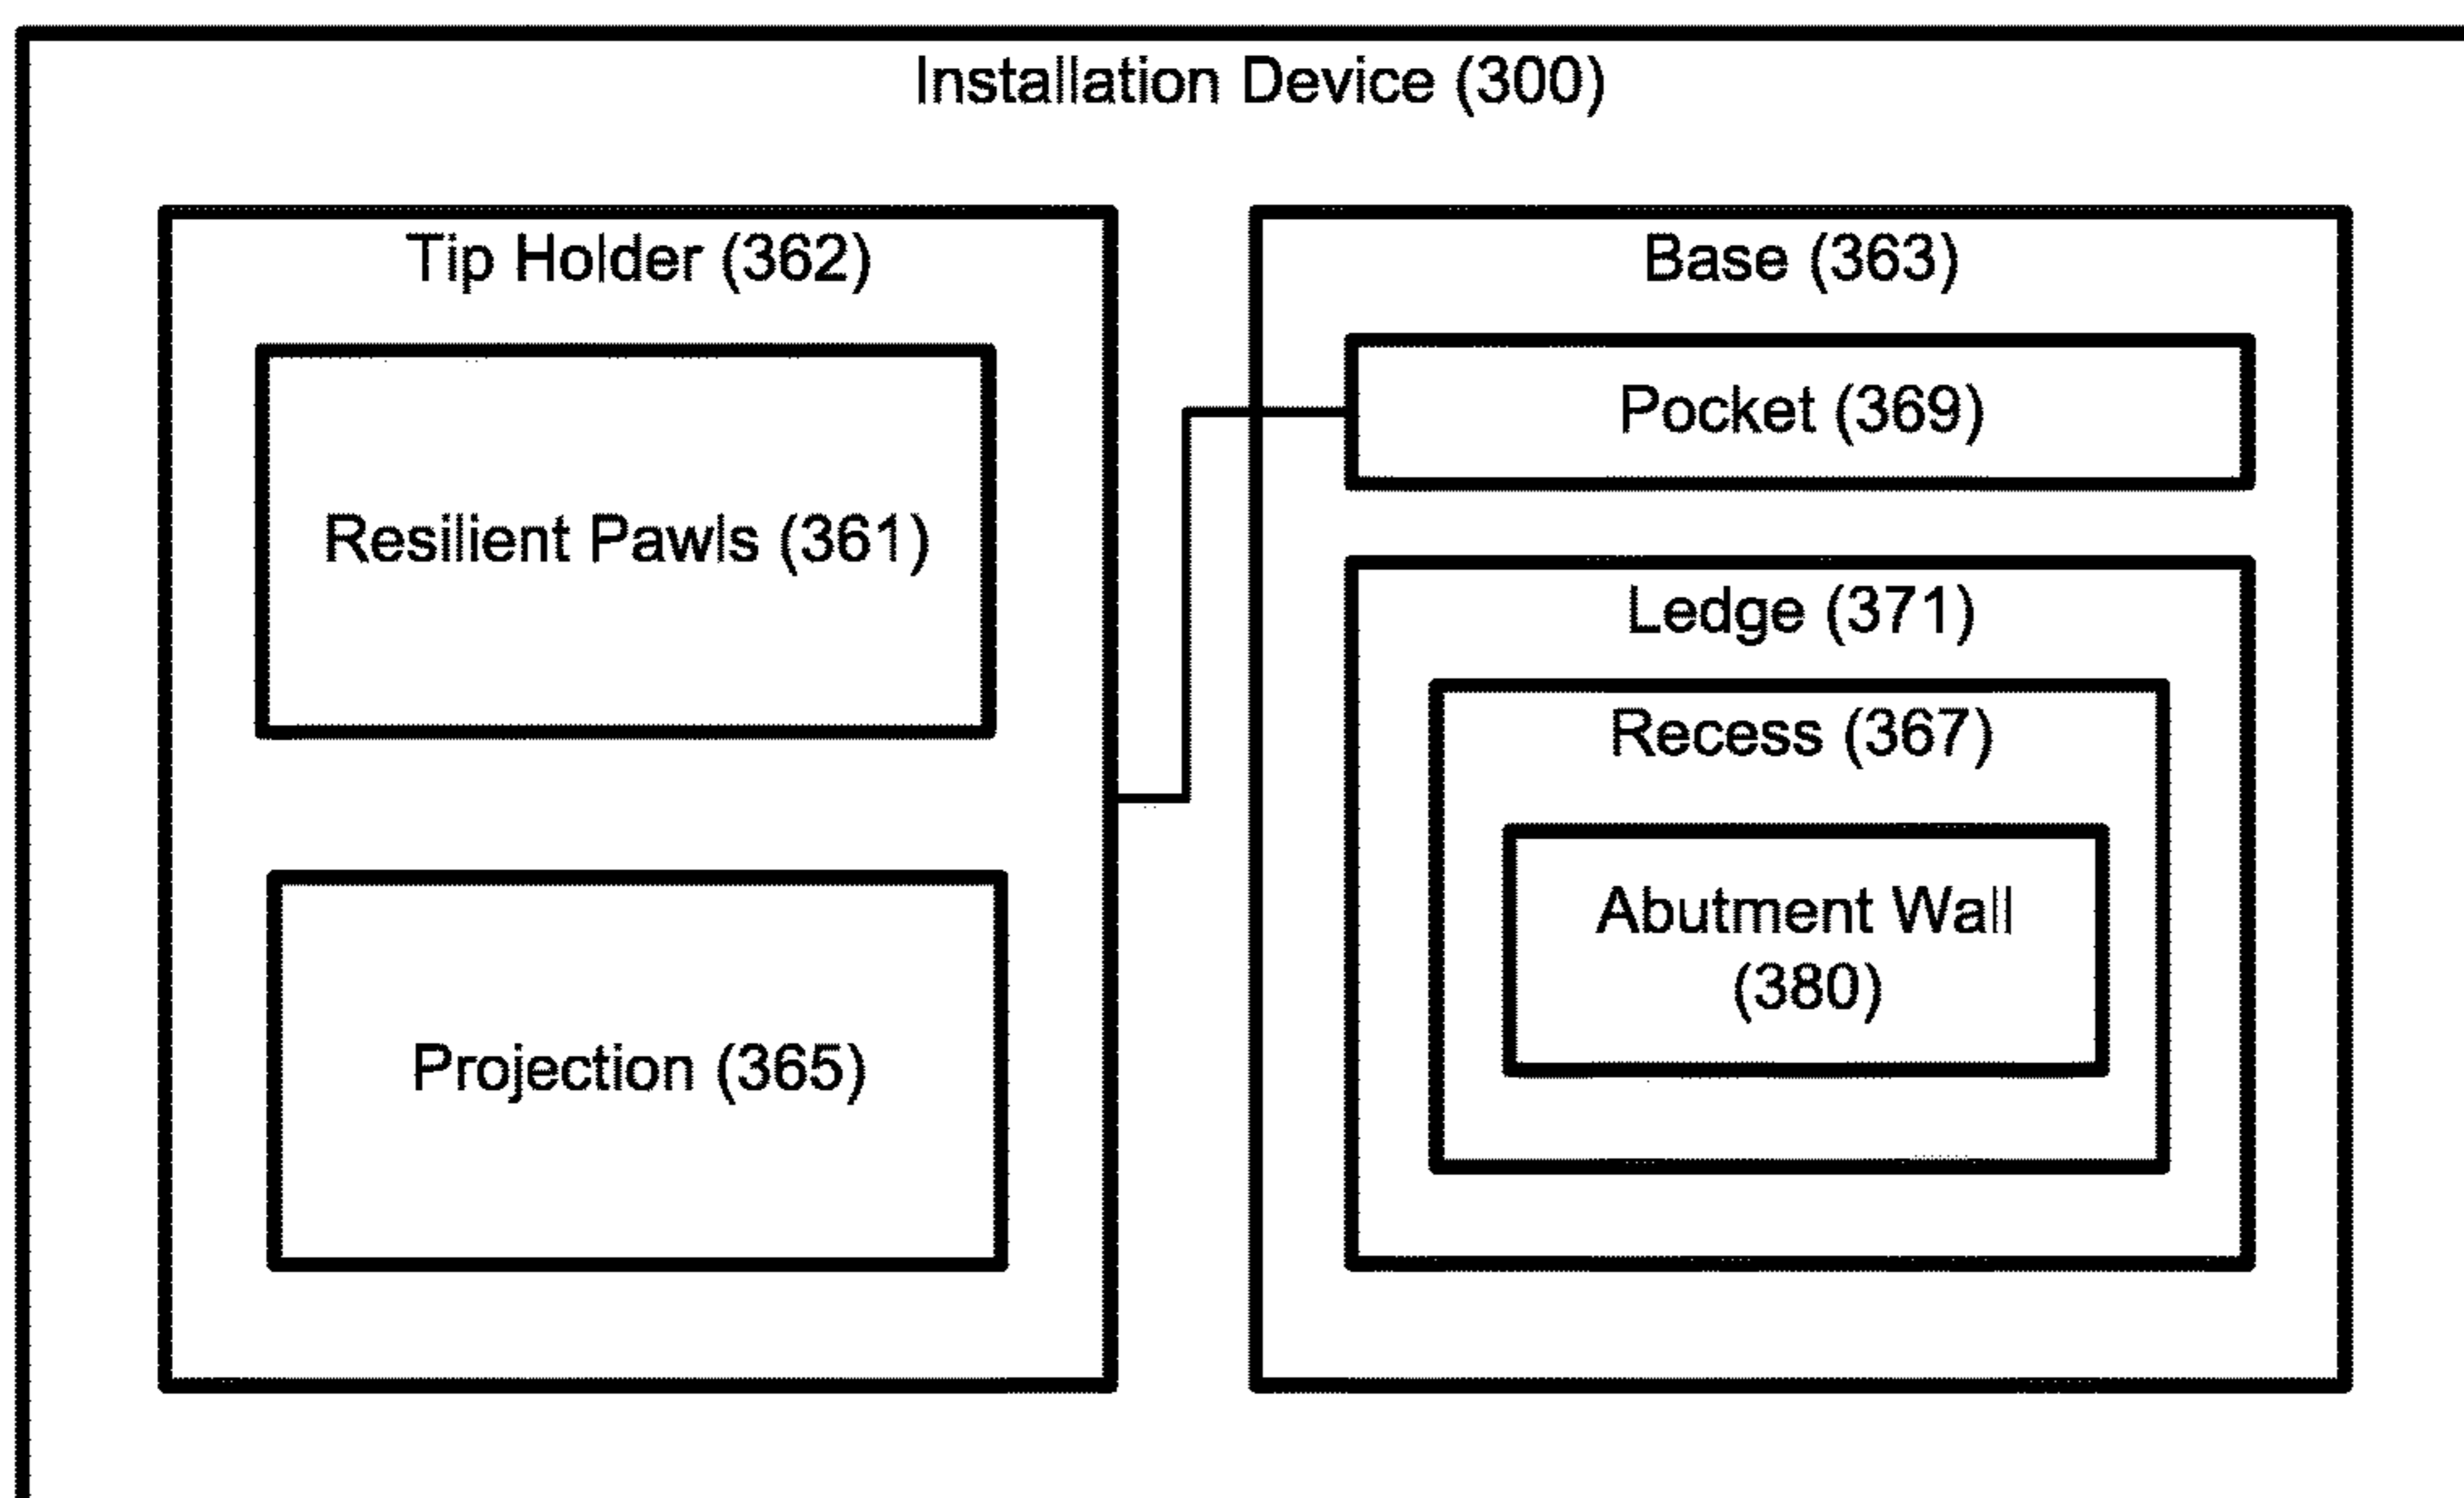 Installation Device (300)
Tip Holder (362)
Resilient Pawls (361)
Projection (365)
Base (363)
Pocket (369)
Ledge (371)
Recess (367)
Abutment Wall
(380)